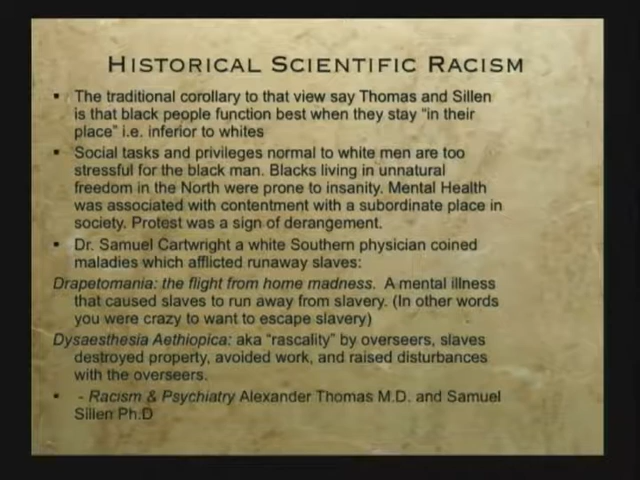 HISTORICAL SCIENTIFIC RACISM
▪ The traditional corollary to that view say Thomas and Sillen
is that black people function best when they stay “in their
place” i.e. inferior to whites
▪ Social tasks and privileges normal to white men are too
stressful for the black man. Blacks living in unnatural
freedom in the North were prone to insanity. Mental Health
was associated with contentment with a subordinate place in
society. Protest was a sign of derangement.
▪ Dr. Samuel Cartwright a white Southern physician coined
maladies which afflicted runaway slaves:
Drapetomania: the flight from home madness. A mental illness
that caused slaves to run away from slavery. (In other words
you were crazy to want to escape slavery)
Dysaesthesia Aethiopica: aka “rascality” by overseers, slaves
destroyed property, avoided work, and raised disturbances
with the overseers.
▪ - Racism & Psychiatry Alexander Thomas M.D. and Samuel
Sillen Ph.D